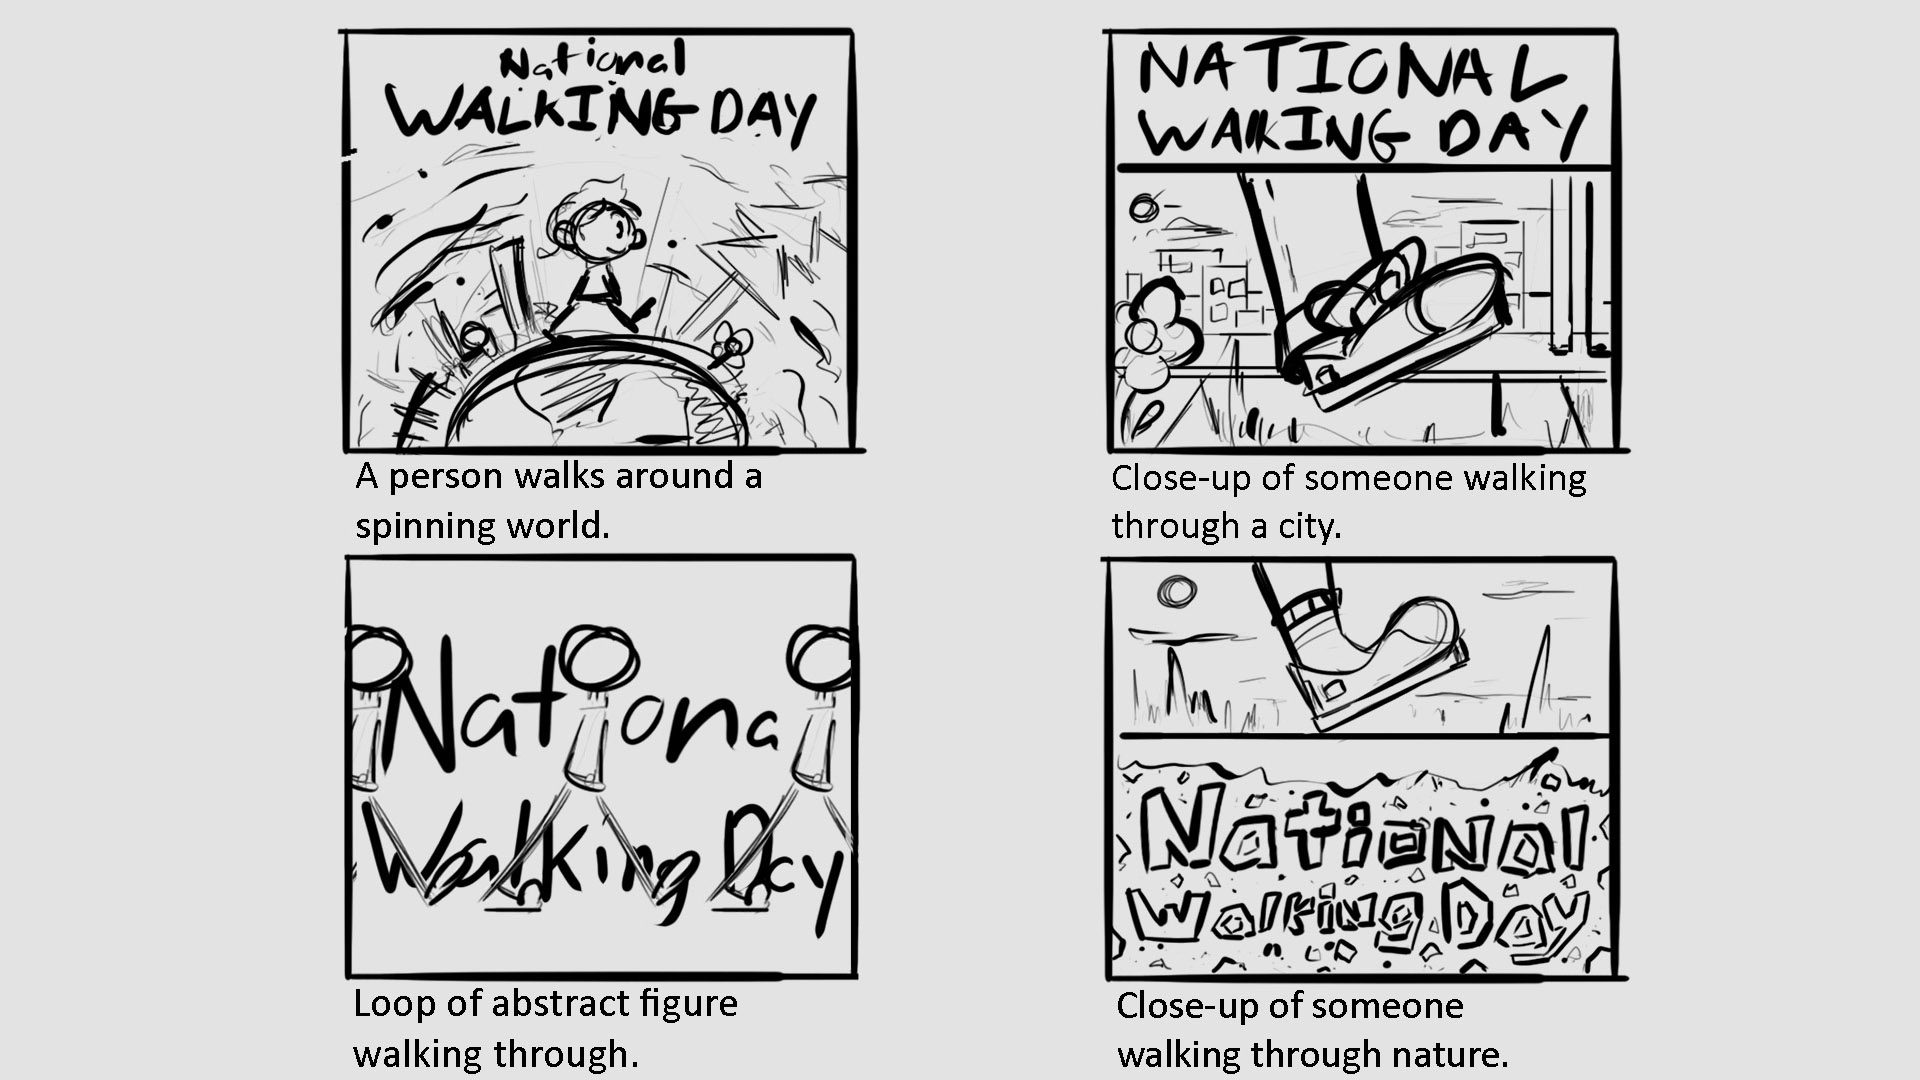 National
WALKING DAY
A person walks around a
spinning world.
NATIONAL
WALKING DAY
Close-up of someone walking
through a city.
National
Walking Day
Loop of abstract figure
walking through.
National
Walking Day
Close-up of someone
walking through nature.